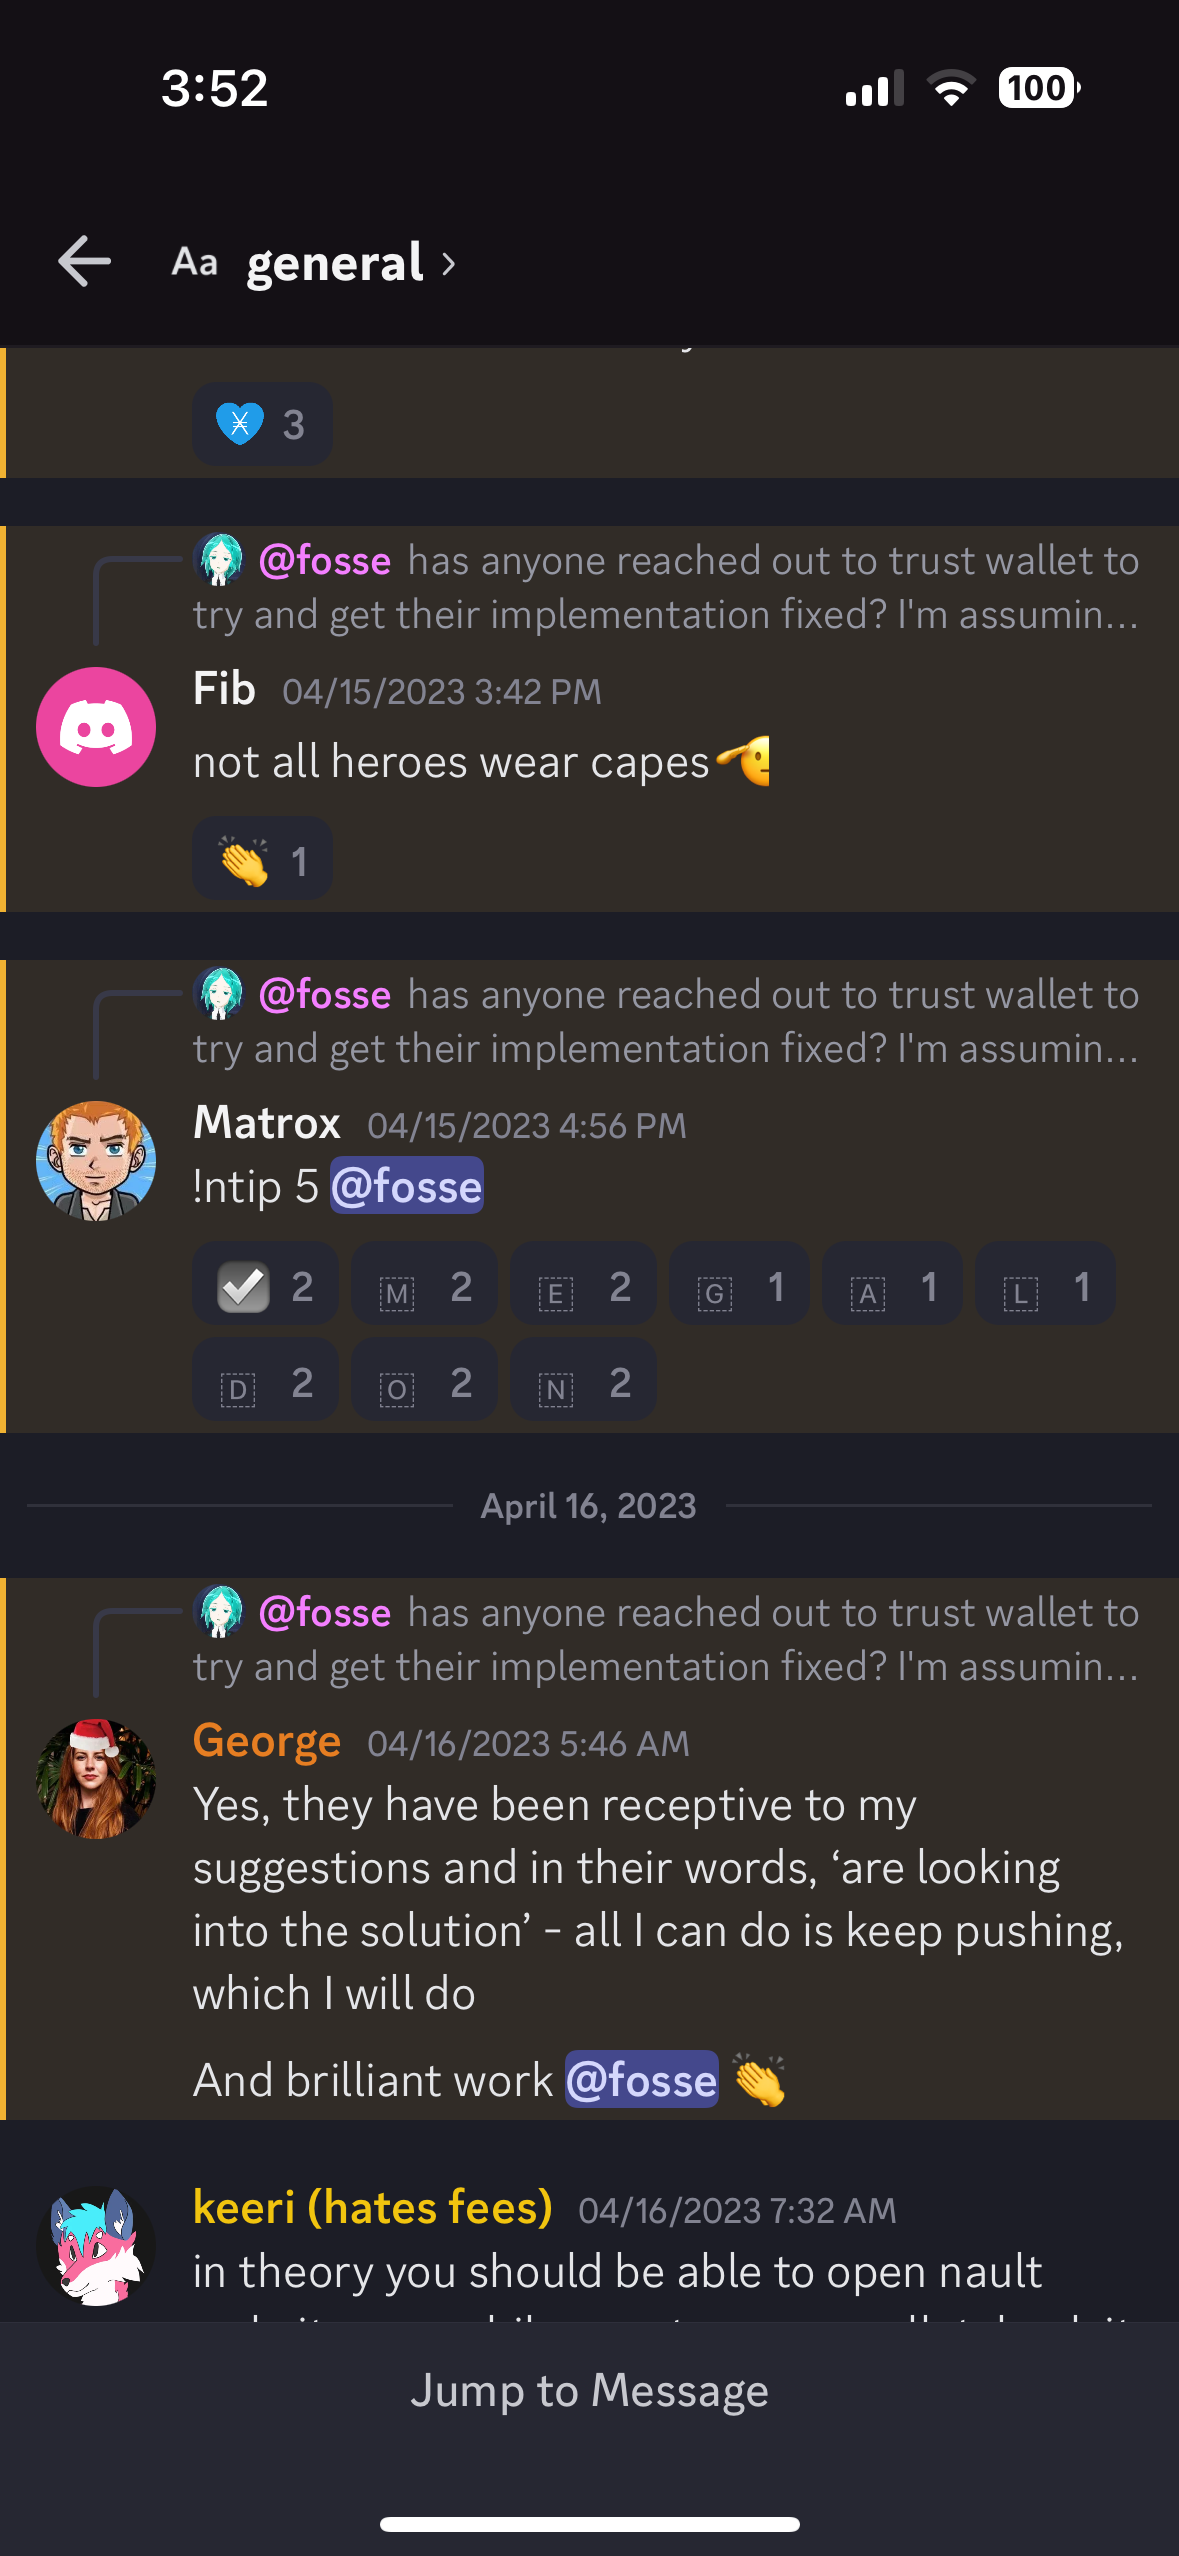 3:52
100
Aa general ›
3
@fosse has anyone reached out to trust wallet to
try and get their implementation fixed? I'm assumin...
Fib 04/15/2023 3:42 PM
not all heroes wear capes
1
@fosse has anyone reached out to trust wallet to
try and get their implementation fixed? I'm assumin...
Matrox 04/15/2023 4:56 PM
!ntip 5 @fosse
2 M 2 E 2 G 1 A 1 L 1
D 2 O 2 N 2
April 16, 2023
@fosse has anyone reached out to trust wallet to
try and get their implementation fixed? I'm assumin...
George 04/16/2023 5:46 AM
Yes, they have been receptive to my
suggestions and in their words, ‘are looking
into the solution’ - all I can do is keep pushing,
which I will do
And brilliant work @fosse 👏
keeri (hates fees) 04/16/2023 7:32 AM
in theory you should be able to open nault
Jump to Message